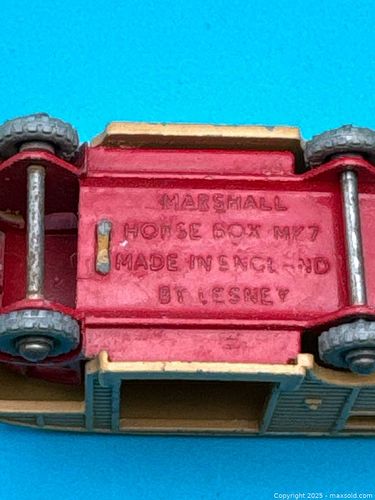 MARSHALL
HORSE BOX MK7
MADE IN ENGLAND
BY LESNEY
Copyright 2025 - maxsold.com